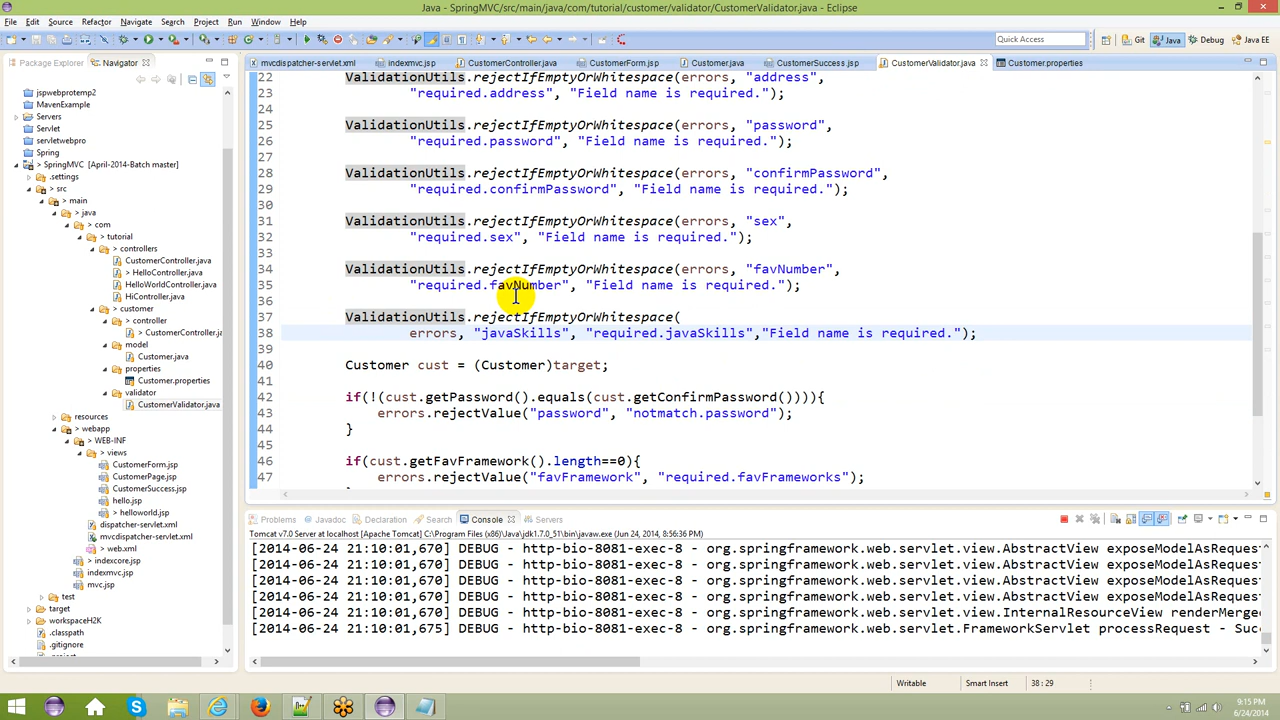 Java - SpringMVC/src/main/java/com/tutorial/customer/validator/CustomerValidator.java - Eclipse
File Edit Source Refactor Navigate Search Project Run Window Help
Quick Access
Git Java Debug Java EE
Package Explorer Navigator
mvcdispatcher-servlet.xml indexmvc.jsp CustomerController.java CustomerForm.jsp Customer.java CustomerSuccess.jsp CustomerValidator.java Customer.properties
jspwebprotemp2
MavenExample
Servers
Servlet
servletwebpro
Spring
> SpringMVC [April-2014-Batch master]
.settings
> src
> main
> java
> com
> tutorial
> controllers
CustomerController.java
> HelloController.java
HelloWorldController.java
HiController.java
> customer
> controller
> CustomerController.ja
model
Customer.java
properties
Customer.properties
validator
CustomerValidator.java
resources
> webapp
> WEB-INF
> views
CustomerForm.jsp
CustomerPage.jsp
CustomerSuccess.jsp
hello.jsp
> helloworld.jsp
dispatcher-servlet.xml
mvcdispatcher-servlet.xml
> web.xml
> indexcore.jsp
indexmvc.jsp
mvc.jsp
> test
target
workspaceH2K
.classpath
.gitignore
.project
22 ValidationUtils.rejectIfEmptyOrWhitespace(errors, "address",
23 "required.address", "Field name is required.");
24
25 ValidationUtils.rejectIfEmptyOrWhitespace(errors, "password",
26 "required.password", "Field name is required.");
27
28 ValidationUtils.rejectIfEmptyOrWhitespace(errors, "confirmPassword",
29 "required.confirmPassword", "Field name is required.");
30
31 ValidationUtils.rejectIfEmptyOrWhitespace(errors, "sex",
32 "required.sex", "Field name is required.");
33
34 ValidationUtils.rejectIfEmptyOrWhitespace(errors, "favNumber",
35 "required.favNumber", "Field name is required.");
36
37 ValidationUtils.rejectIfEmptyOrWhitespace(
38 errors, "javaSkills", "required.javaSkills","Field name is required.");
39
40 Customer cust = (Customer)target;
41
42 if(!(cust.getPassword().equals(cust.getConfirmPassword()))){
43 errors.rejectValue("password", "notmatch.password");
44 }
45
46 if(cust.getFavFramework().length==0){
47 errors.rejectValue("favFramework", "required.favFrameworks");
Problems Javadoc Declaration Search Console Servers
Tomcat v7.0 Server at localhost [Apache Tomcat] C:\Program Files (x86)\Java\jdk1.7.0_51\bin\javaw.exe (Jun 24, 2014, 8:56:36 PM)
[2014-06-24 21:10:01,670] DEBUG - http-bio-8081-exec-8 - org.springframework.web.servlet.view.AbstractView exposeModelAsRequest
[2014-06-24 21:10:01,670] DEBUG - http-bio-8081-exec-8 - org.springframework.web.servlet.view.AbstractView exposeModelAsRequest
[2014-06-24 21:10:01,670] DEBUG - http-bio-8081-exec-8 - org.springframework.web.servlet.view.AbstractView exposeModelAsRequest
[2014-06-24 21:10:01,670] DEBUG - http-bio-8081-exec-8 - org.springframework.web.servlet.view.AbstractView exposeModelAsRequest
[2014-06-24 21:10:01,670] DEBUG - http-bio-8081-exec-8 - org.springframework.web.servlet.view.InternalResourceView renderMerged
[2014-06-24 21:10:01,675] DEBUG - http-bio-8081-exec-8 - org.springframework.web.servlet.FrameworkServlet processRequest - Succ
Writable Smart Insert 38 : 29
9:15 PM
6/24/2014